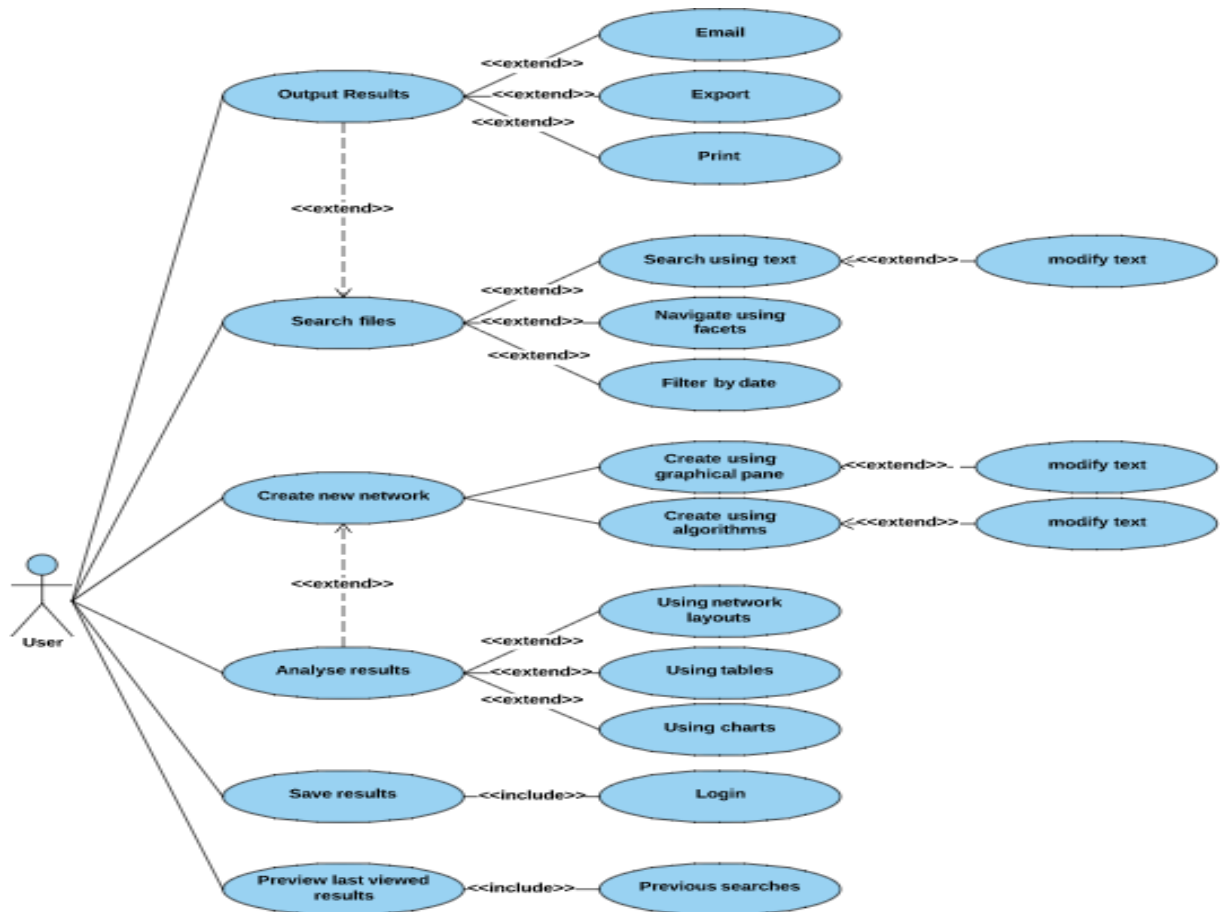 Email
<<extend>>
Output Results
<<extend>>
Export
<<extend>>
Print
<<extend>>
Search using text
<<extend>>
modify text
<<extend>>
Search files
<<extend>>
Navigate using
facets
<<extend>>
Filter by date
Create using
graphical pane
<<extend>>
modify text
Create new network
Create using
algorithms
<<extend>>
modify text
<<extend>>
User
Using network
layouts
<<extend>>
Analyse results
<<extend>>
Using tables
<<extend>>
Using charts
Save results
<<include>>
Login
Preview last viewed
results
<<include>>
Previous searches